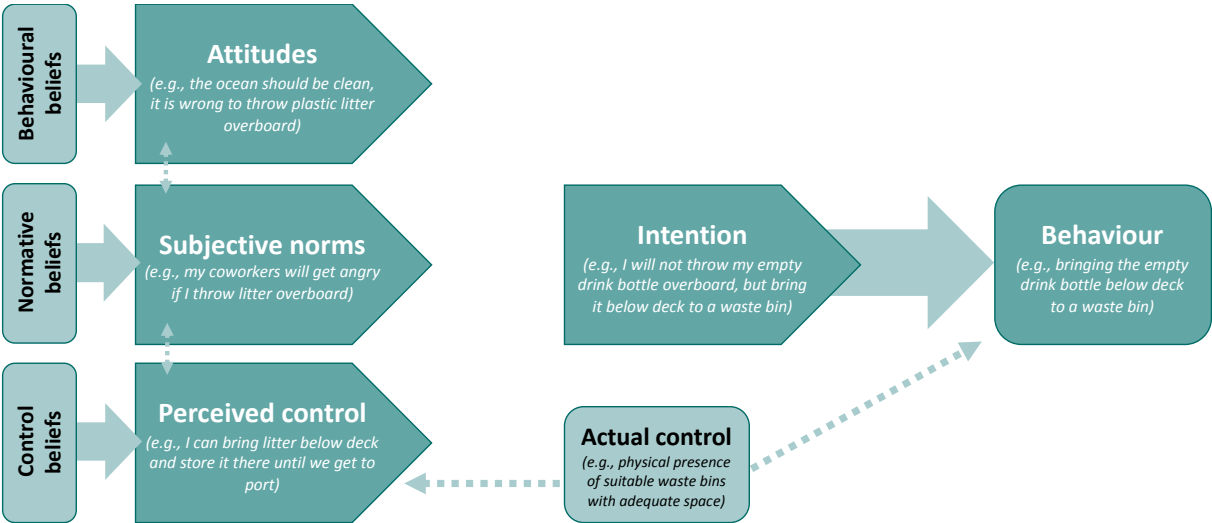 Behavioural
beliefs
Attitudes
(e.g., the ocean should be clean,
it is wrong to throw plastic litter
overboard)
Normative
beliefs
Subjective norms
(e.g., my coworkers will get angry
if I throw litter overboard)
Control
beliefs
Perceived control
(e.g., I can bring litter below deck
and store it there until we get to
port)
Intention
(e.g., I will not throw my empty
drink bottle overboard, but bring
it below deck to a waste bin)
Behaviour
(e.g., bringing the empty
drink bottle below deck
to a waste bin)
Actual control
(e.g., physical presence
of suitable waste bins
with adequate space)